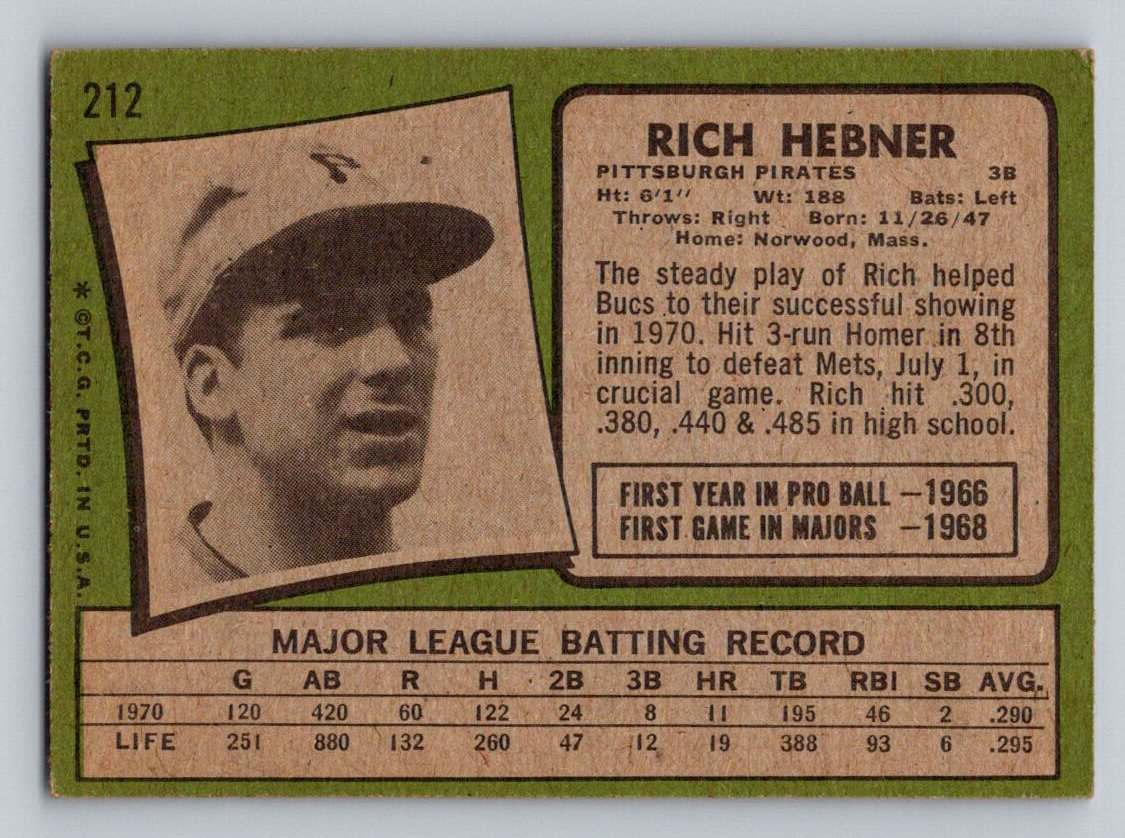 212
RICH HEBNER
PITTSBURGH PIRATES 3B
Ht: 6'1" Wt: 188 Bats: Left
Throws: Right Born: 11/26/47
Home: Norwood, Mass.
The steady play of Rich helped
Bucs to their successful showing
in 1970. Hit 3-run Homer in 8th
inning to defeat Mets, July 1, in
crucial game. Rich hit .300,
.380, .440 & .485 in high school.
FIRST YEAR IN PRO BALL —1966
FIRST GAME IN MAJORS —1968
* ©T.C.G. PRTD. IN U.S.A.
MAJOR LEAGUE BATTING RECORD
G AB R H 2B 3B HR TB RBI SB AVG.
1970 120 420 60 122 24 8 11 195 46 2 .290
LIFE 251 880 132 260 47 12 19 388 93 6 .295